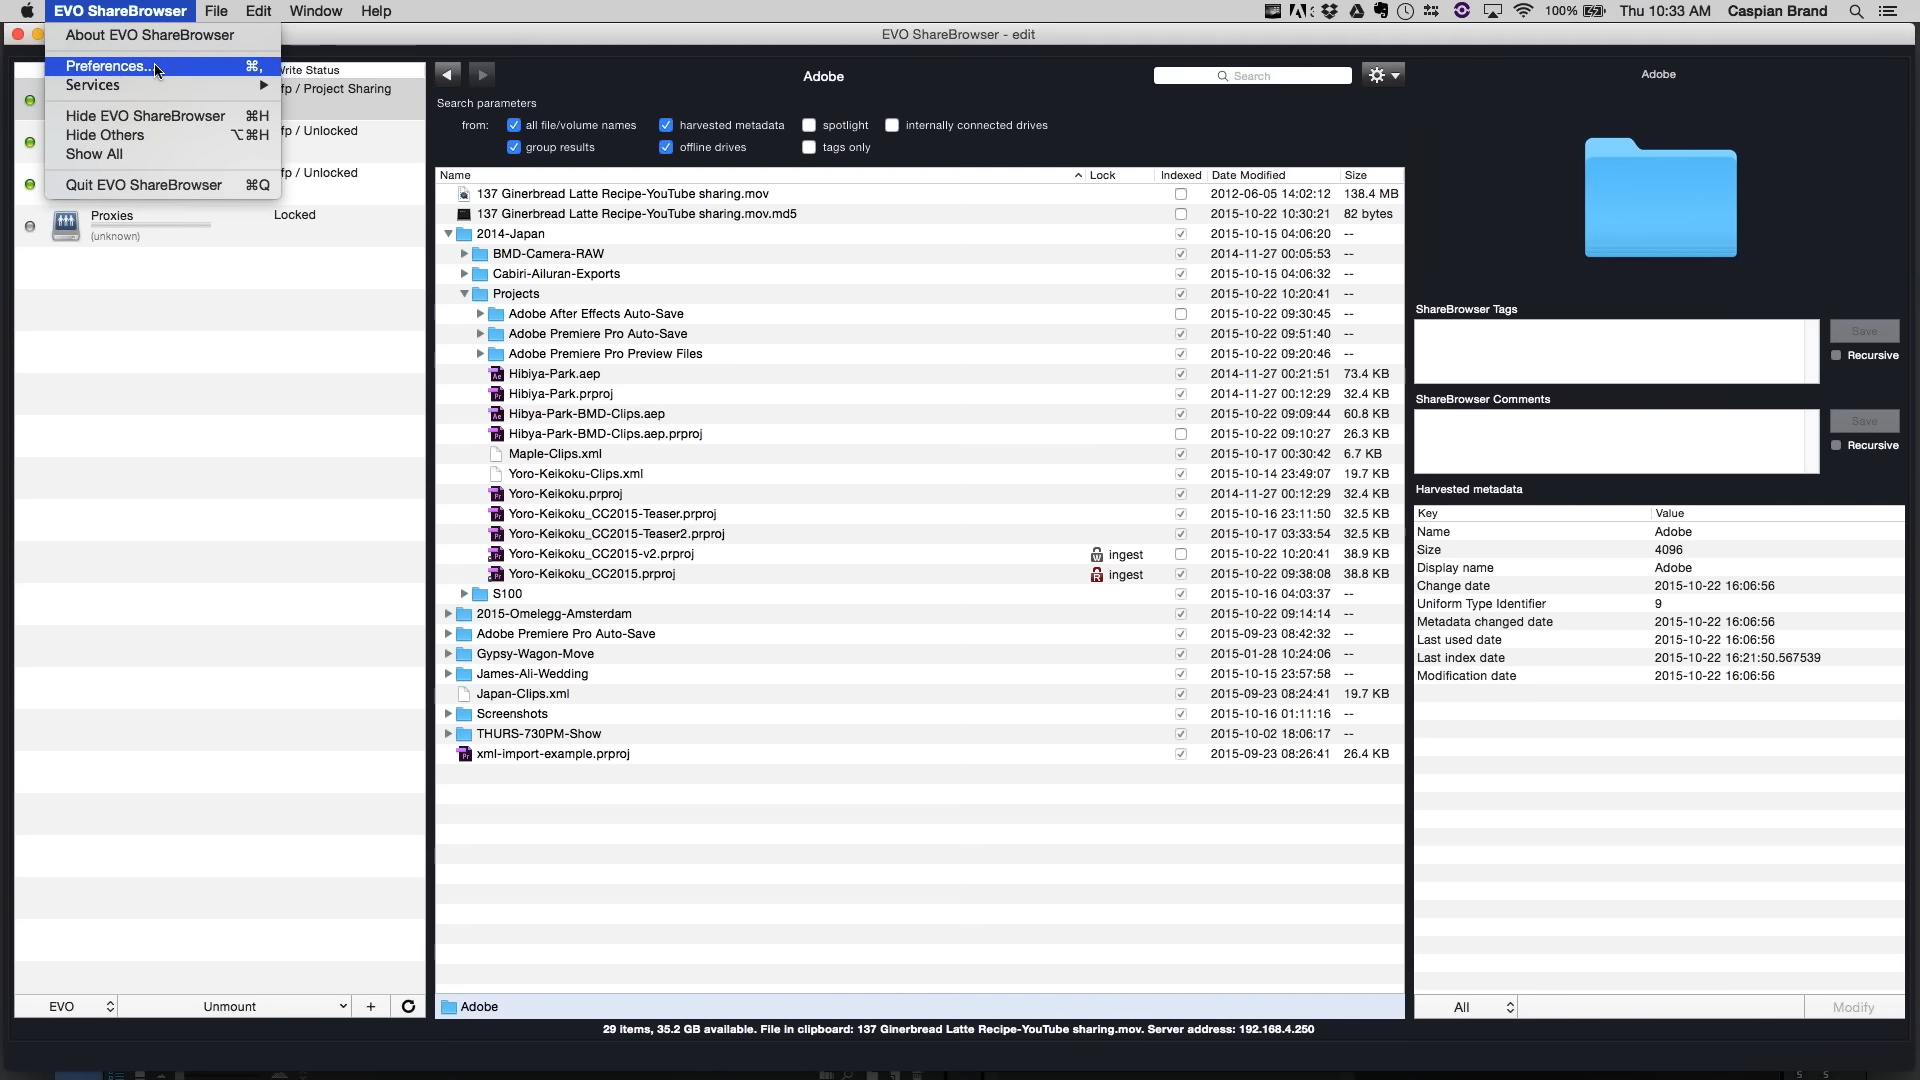 EVO ShareBrowser File Edit Window Help 100% Thu 10:33 AM Caspian Brand
EVO ShareBrowser - edit
About EVO ShareBrowser
Preferences... ⌘,
Services
Hide EVO ShareBrowser ⌘H
Hide Others ⌥⌘H
Show All
Quit EVO ShareBrowser ⌘Q
Write Status
fp / Project Sharing
fp / Unlocked
fp / Unlocked
Proxies Locked
(unknown)
EVO Unmount +
Adobe
Search
Search parameters
from: all file/volume names harvested metadata spotlight internally connected drives
group results offline drives tags only
Name Lock Indexed Date Modified Size
137 Ginerbread Latte Recipe-YouTube sharing.mov 2012-06-05 14:02:12 138.4 MB
137 Ginerbread Latte Recipe-YouTube sharing.mov.md5 2015-10-22 10:30:21 82 bytes
2014-Japan 2015-10-15 04:06:20 --
BMD-Camera-RAW 2014-11-27 00:05:53 --
Cabiri-Ailuran-Exports 2015-10-15 04:06:32 --
Projects 2015-10-22 10:20:41 --
Adobe After Effects Auto-Save 2015-10-22 09:30:45 --
Adobe Premiere Pro Auto-Save 2015-10-22 09:51:40 --
Adobe Premiere Pro Preview Files 2015-10-22 09:20:46 --
Hibiya-Park.aep 2014-11-27 00:21:51 73.4 KB
Hibiya-Park.prproj 2014-11-27 00:12:29 32.4 KB
Hibya-Park-BMD-Clips.aep 2015-10-22 09:09:44 60.8 KB
Hibya-Park-BMD-Clips.aep.prproj 2015-10-22 09:10:27 26.3 KB
Maple-Clips.xml 2015-10-17 00:30:42 6.7 KB
Yoro-Keikoku-Clips.xml 2015-10-14 23:49:07 19.7 KB
Yoro-Keikoku.prproj 2014-11-27 00:12:29 32.4 KB
Yoro-Keikoku_CC2015-Teaser.prproj 2015-10-16 23:11:50 32.5 KB
Yoro-Keikoku_CC2015-Teaser2.prproj 2015-10-17 03:33:54 32.5 KB
Yoro-Keikoku_CC2015-v2.prproj ingest 2015-10-22 10:20:41 38.9 KB
Yoro-Keikoku_CC2015.prproj ingest 2015-10-22 09:38:08 38.8 KB
S100 2015-10-16 04:03:37 --
2015-Omelegg-Amsterdam 2015-10-22 09:14:14 --
Adobe Premiere Pro Auto-Save 2015-09-23 08:42:32 --
Gypsy-Wagon-Move 2015-01-28 10:24:06 --
James-Ali-Wedding 2015-10-15 23:57:58 --
Japan-Clips.xml 2015-09-23 08:24:41 19.7 KB
Screenshots 2015-10-16 01:11:16 --
THURS-730PM-Show 2015-10-02 18:06:17 --
xml-import-example.prproj 2015-09-23 08:26:41 26.4 KB
Adobe
Adobe
ShareBrowser Tags
Save
Recursive
ShareBrowser Comments
Save
Recursive
Harvested metadata
Key Value
Name Adobe
Size 4096
Display name Adobe
Change date 2015-10-22 16:06:56
Uniform Type Identifier 9
Metadata changed date 2015-10-22 16:06:56
Last used date 2015-10-22 16:06:56
Last index date 2015-10-22 16:21:50.567539
Modification date 2015-10-22 16:06:56
All Modify
29 items, 35.2 GB available. File in clipboard: 137 Ginerbread Latte Recipe-YouTube sharing.mov. Server address: 192.168.4.250